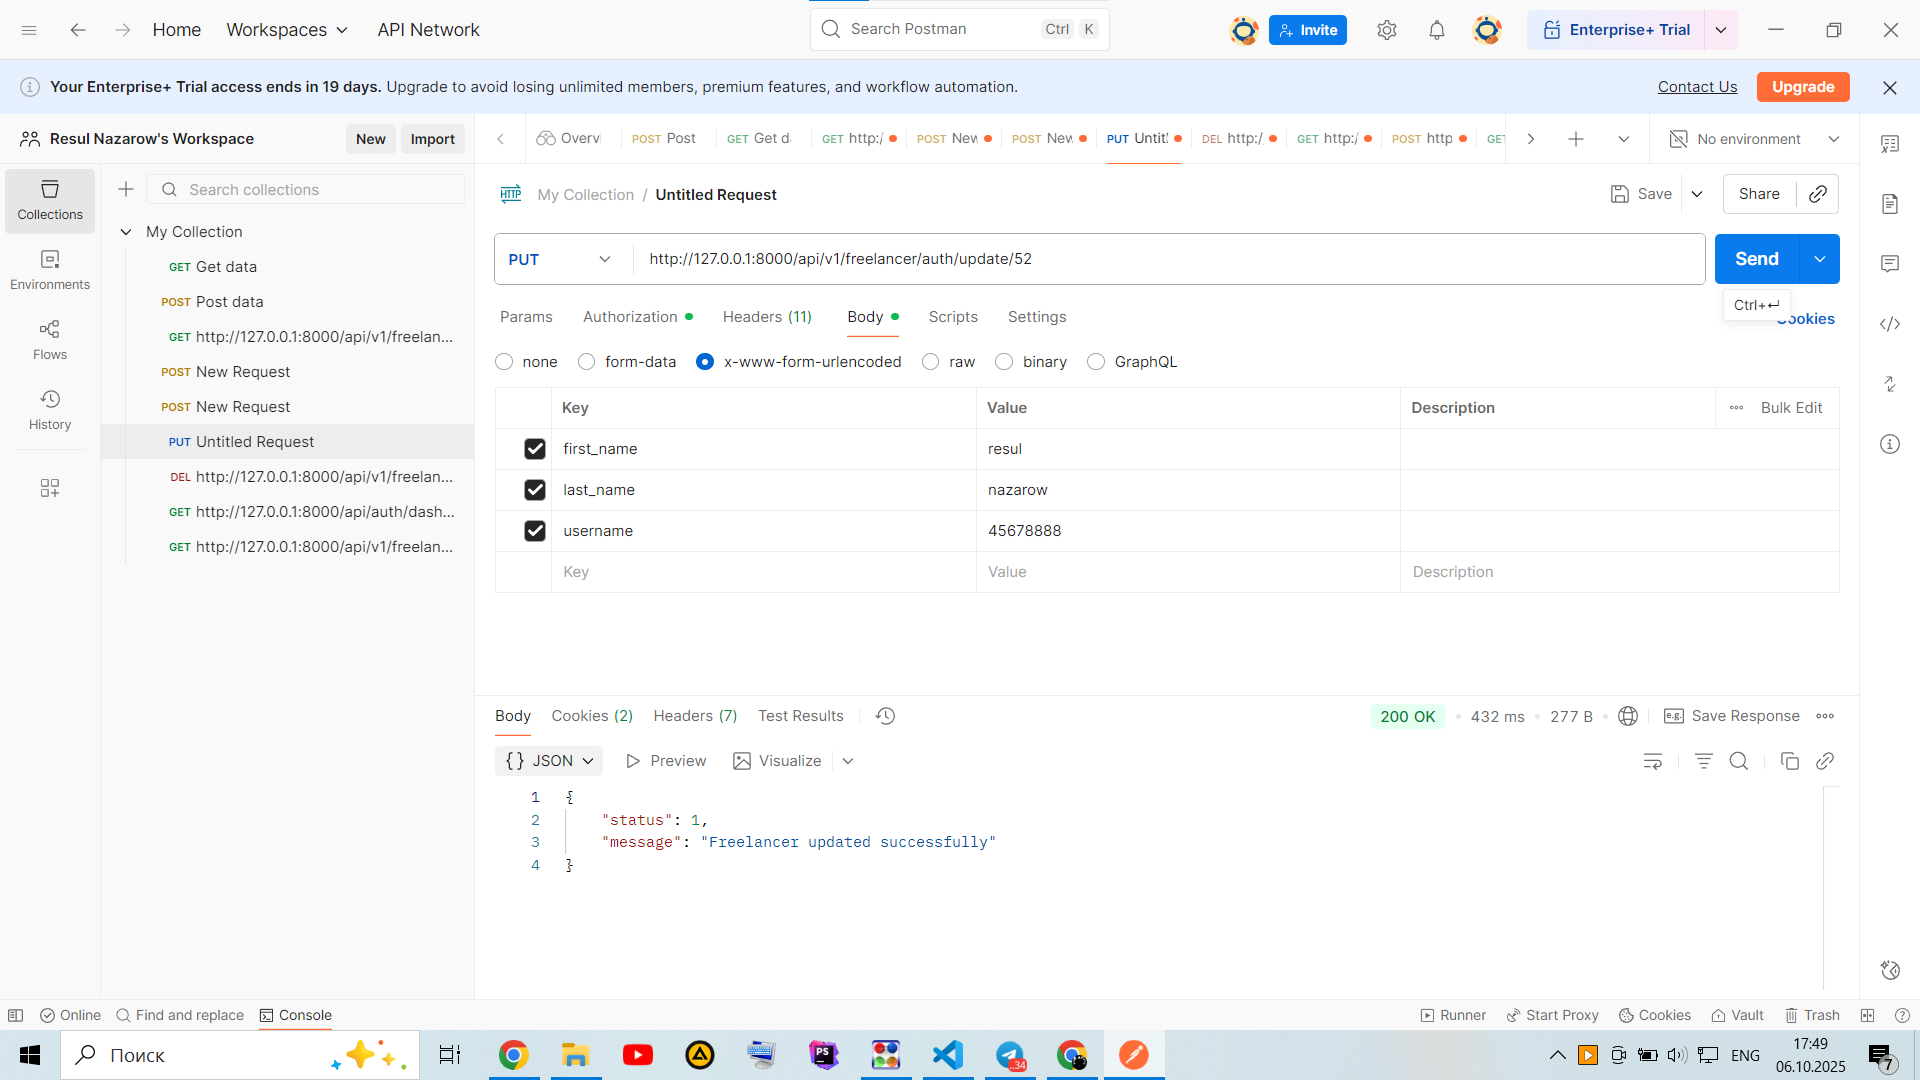 Home
Workspaces
API Network
Search Postman
Ctrl K
Invite
Enterprise+ Trial
Your Enterprise+ Trial access ends in 19 days. Upgrade to avoid losing unlimited members, premium features, and workflow automation.
Contact Us
Upgrade
Resul Nazarow's Workspace
New
Import
Overvi
POST Post
GET Get d
GET http:/
POST New
POST New
PUT Untit
DEL http:/
GET http:/
POST http
GET
No environment
Collections
Environments
Flows
History
Search collections
My Collection
GET Get data
POST Post data
GET http://127.0.0.1:8000/api/v1/freelan...
POST New Request
POST New Request
PUT Untitled Request
DEL http://127.0.0.1:8000/api/v1/freelan...
GET http://127.0.0.1:8000/api/auth/dash...
GET http://127.0.0.1:8000/api/v1/freelan...
HTTP
My Collection / Untitled Request
Save
Share
PUT
http://127.0.0.1:8000/api/v1/freelancer/auth/update/52
Send
Ctrl+↵
Params
Authorization
Headers (11)
Body
Scripts
Settings
Cookies
none
form-data
x-www-form-urlencoded
raw
binary
GraphQL
Key Value Description
Bulk Edit
first_name resul
last_name nazarow
username 45678888
Key Value Description
Body
Cookies (2)
Headers (7)
Test Results
200 OK
432 ms
277 B
e.g.
Save Response
{} JSON
Preview
Visualize
1 {
2 "status": 1,
3 "message": "Freelancer updated successfully"
4 }
Online
Find and replace
Console
Runner
Start Proxy
Cookies
Vault
Trash
Поиск
PS
..34
ENG
17:49
06.10.2025
7